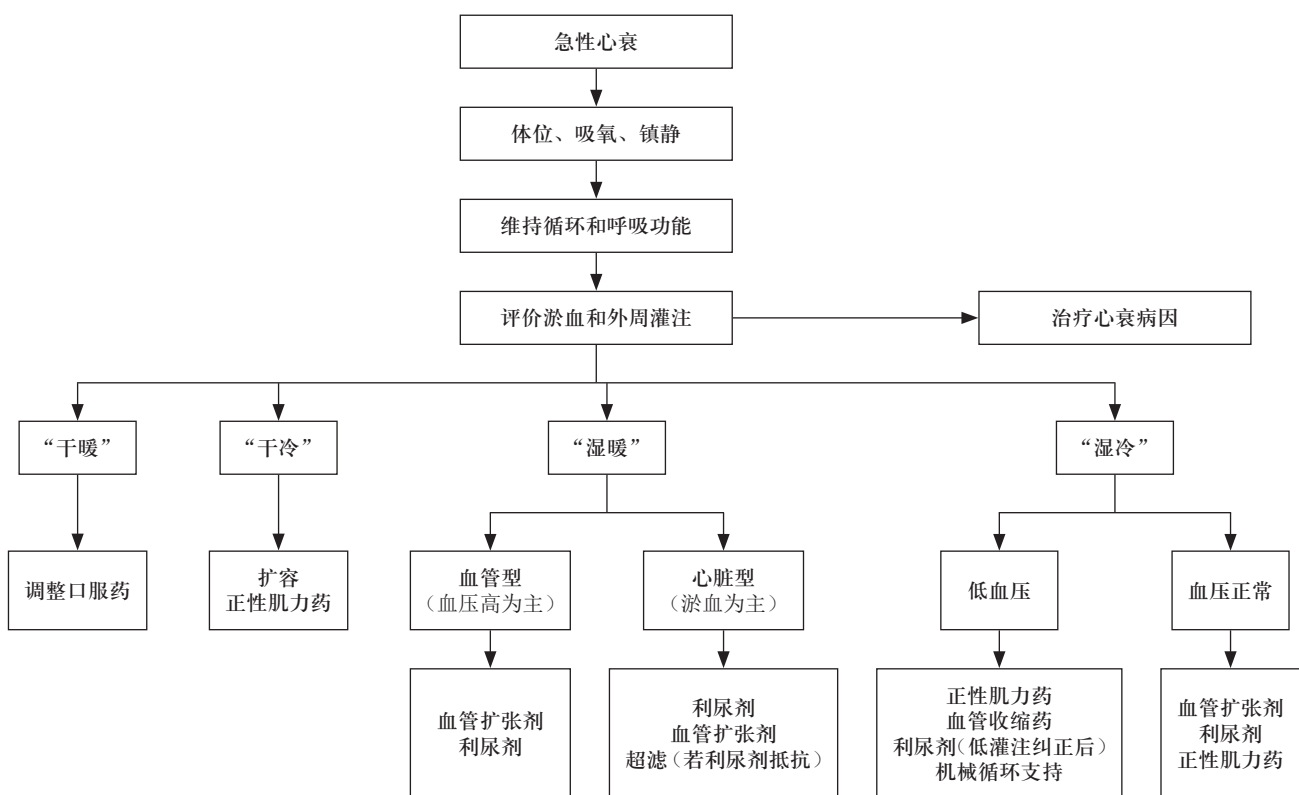 急性心衰
体位、吸氧、镇静
维持循环和呼吸功能
评价淤血和外周灌注
治疗心衰病因
“干暖”
“干冷”
“湿暖”
“湿冷”
调整口服药
扩容
正性肌力药
血管型
（血压高为主）
心脏型
（淤血为主）
低血压
血压正常
血管扩张剂
利尿剂
利尿剂
血管扩张剂
超滤（若利尿剂抵抗）
正性肌力药
血管收缩药
利尿剂（低灌注纠正后）
机械循环支持
血管扩张剂
利尿剂
正性肌力药